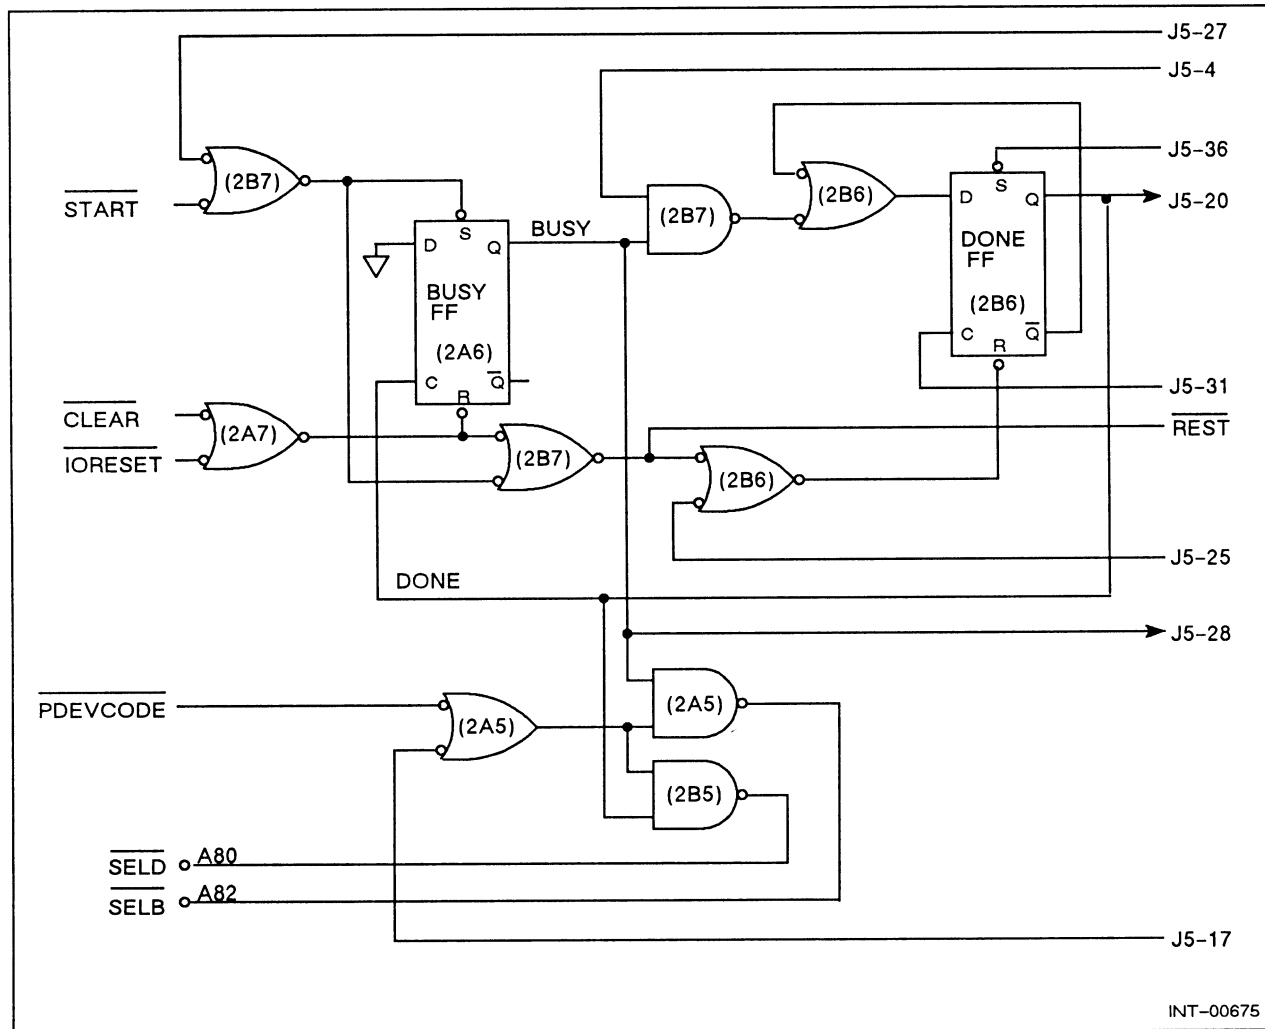 J5-27
J5-4
J5-36
(2B7)
(2B6)
START
S
D Q
J5-20
(2B7)
BUSY
S
D Q
DONE
FF
BUSY
FF
(2B6)
(2A6)
C Q
R
C Q
R
J5-31
CLEAR
(2A7)
REST
IORESET
(2B7)
(2B6)
J5-25
DONE
J5-28
PDEVCODE
(2A5)
(2A5)
(2B5)
SELD A80
SELB A82
J5-17
INT-00675